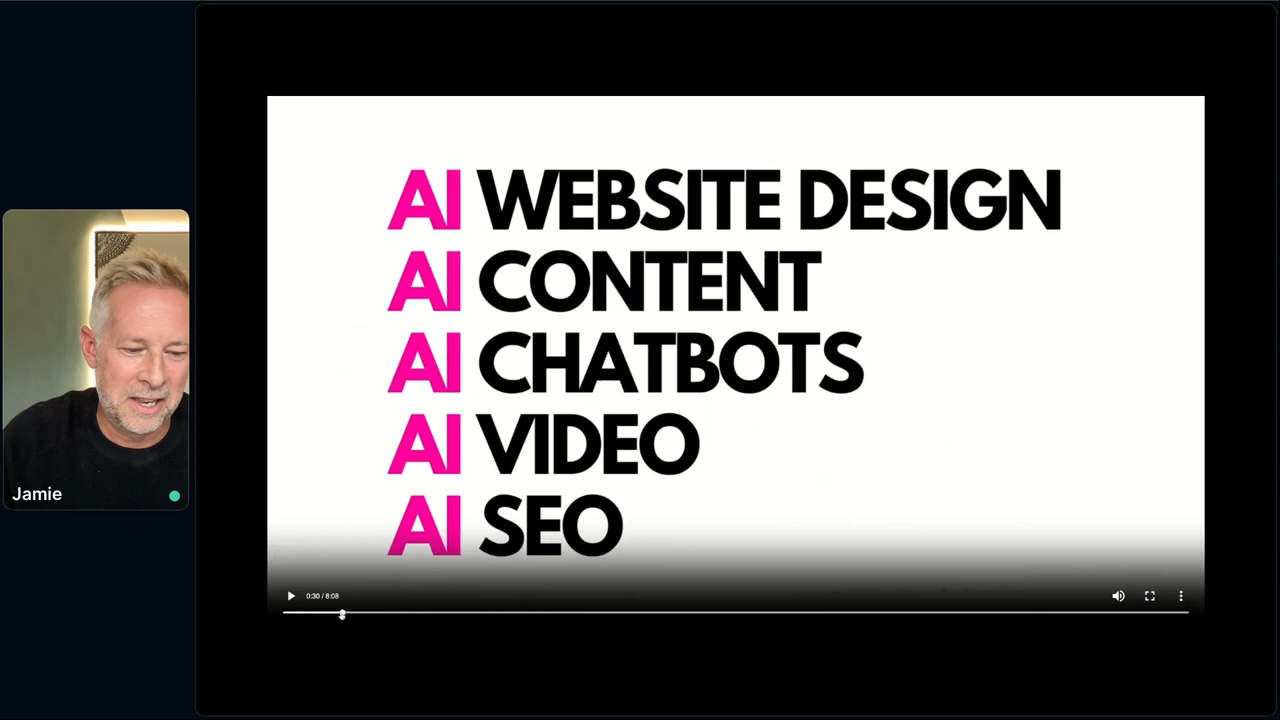 AI WEBSITE DESIGN
AI CONTENT
AI CHATBOTS
AI VIDEO
AI SEO
0:30 / 8:08
Jamie